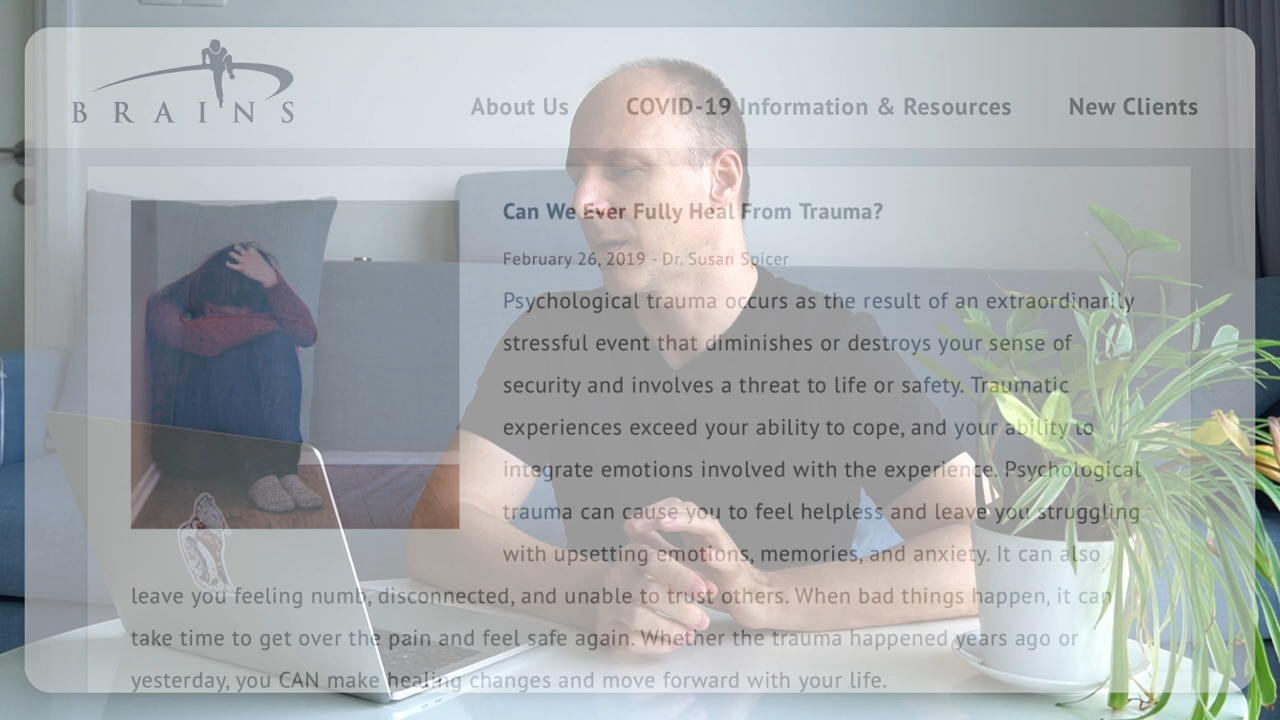 BRAINS
About Us
COVID-19 Information & Resources
New Clients
Can We Ever Fully Heal From Trauma?
February 26, 2019 - Dr. Susan Spicer
Psychological trauma occurs as the result of an extraordinarily
stressful event that diminishes or destroys your sense of
security and involves a threat to life or safety. Traumatic
experiences exceed your ability to cope, and your ability to
integrate emotions involved with the experience. Psychological
trauma can cause you to feel helpless and leave you struggling
with upsetting emotions, memories, and anxiety. It can also
leave you feeling numb, disconnected, and unable to trust others. When bad things happen, it can
take time to get over the pain and feel safe again. Whether the trauma happened years ago or
yesterday, you CAN make healing changes and move forward with your life.